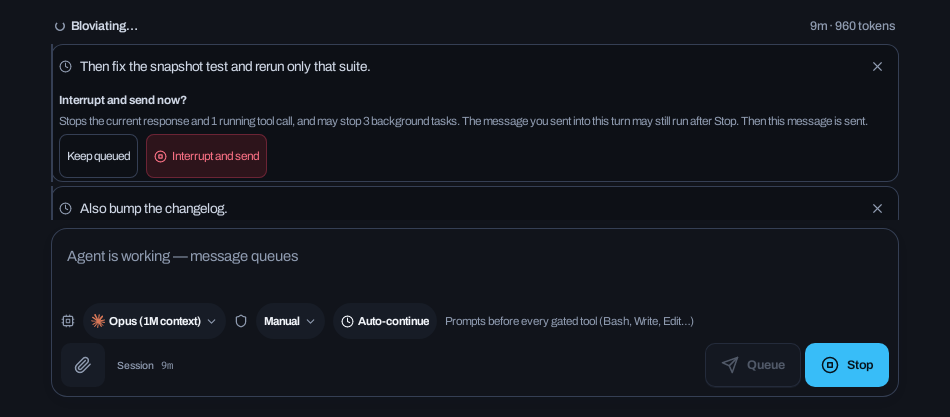 Bloviating...
9m · 960 tokens
Then fix the snapshot test and rerun only that suite.
Interrupt and send now?
Stops the current response and 1 running tool call, and may stop 3 background tasks. The message you sent into this turn may still run after Stop. Then this message is sent.
Keep queued
Interrupt and send
Also bump the changelog.
Agent is working — message queues
Opus (1M context)
Manual
Auto-continue
Prompts before every gated tool (Bash, Write, Edit...)
Session 9m
Queue
Stop